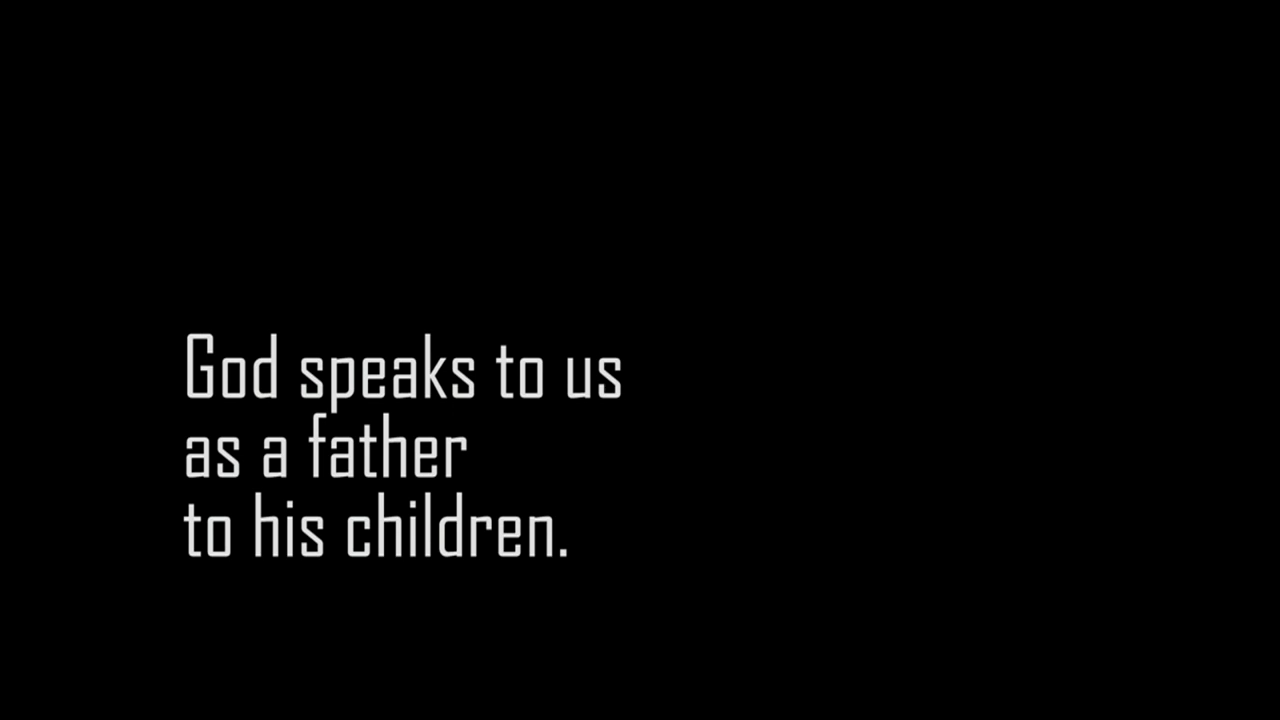 God speaks to us
as a father
to his children.